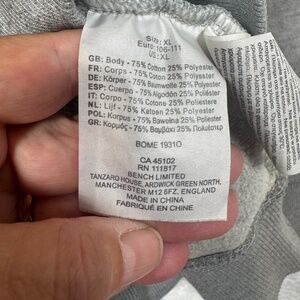 Size: XL
Euro:106-111
US: XL
GB: Body - 75% Cotton 25% Polyester
FR: Corps - 75% Coton 25% Polyester
DE: Körper - 75% Baumwolle 25% Polyester
ESP: Cuerpo - 75% Algodón 25% Poliéster
IT: Corpo - 75% Cotone 25% Poliestere
NL: Lijf - 75% Katoen 25% Polyester
POL: Korpus - 75% Bawełna 25% Poliester
GR: Κορμός - 75% Βαμβάκι 25% Πολυεστερ
BOME 1931O
CA 45102
RN 111817
BENCH LIMITED
TANZARO HOUSE, ARDWICK GREEN NORTH,
MANCHESTER M12 6FZ, ENGLAND
MADE IN CHINA
FABRIQUÉ EN CHINE